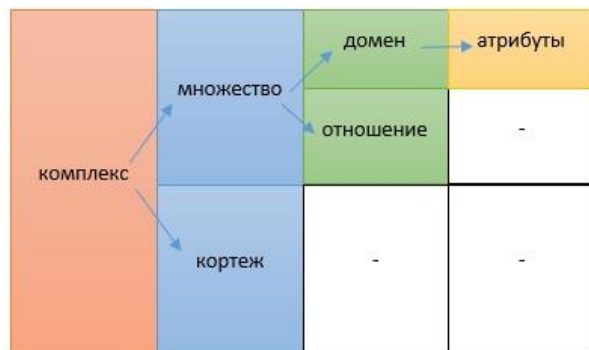 домен
атрибуты
множество
отношение
-
комплекс
кортеж
-
-